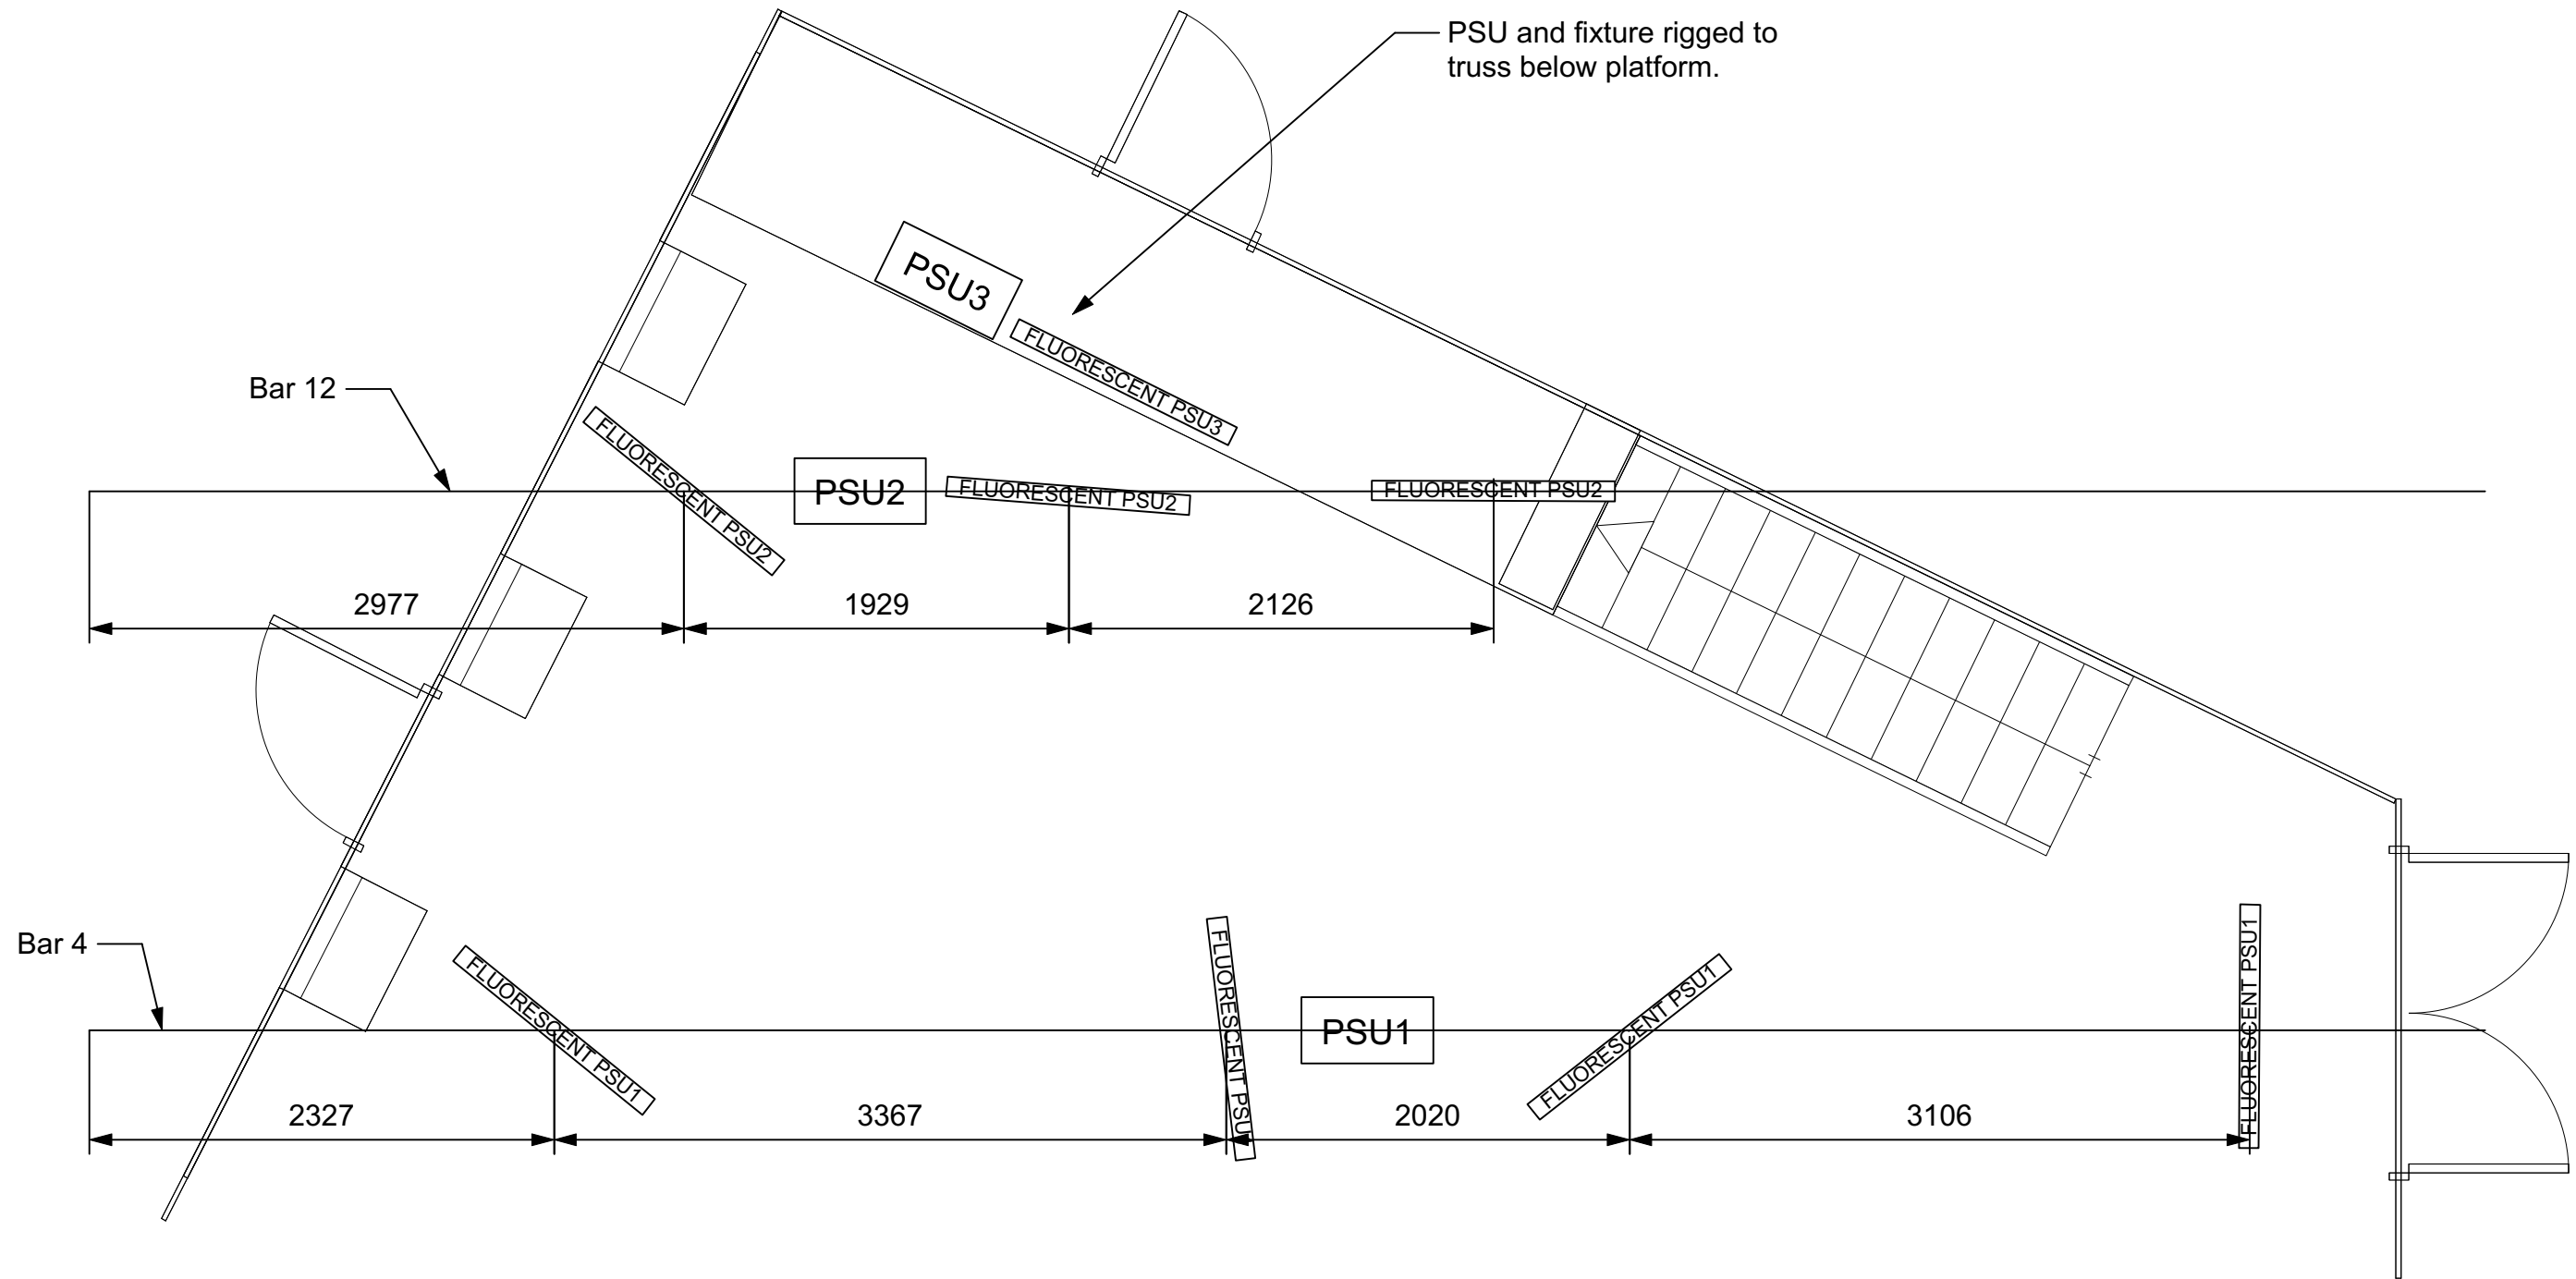 PSU and fixture rigged to
truss below platform.
PSU3
FLUORESCENT PSU3
Bar 12
FLUORESCENT PSU2
PSU2
FLUORESCENT PSU2
FLUORESCENT PSU2
2977
1929
2126
Bar 4
FLUORESCENT PSU1
FLUORESCENT PSU
PSU1
FLUORESCENT PSU1
FLUORESCENT PSU1
2327
3367
2020
3106